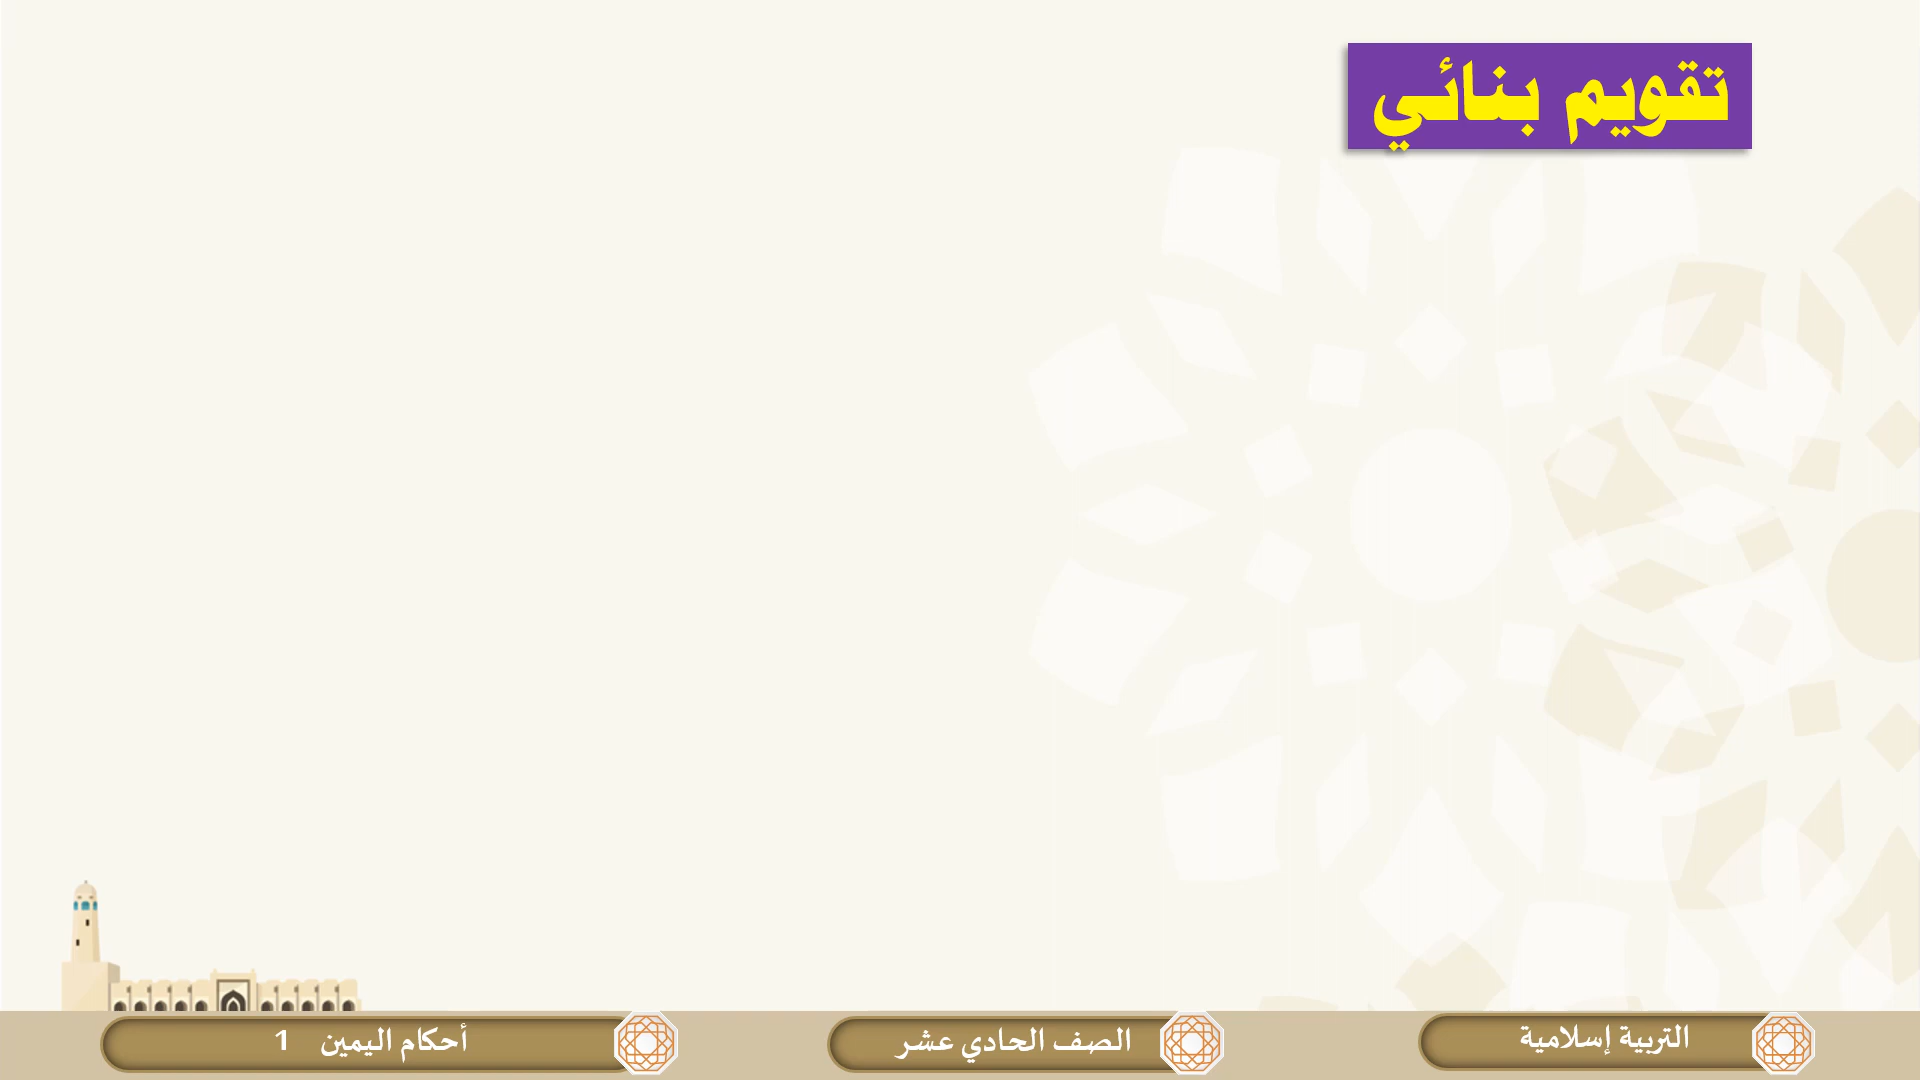 تقويم بنائي
التربية إسلامية
الصف الحادي عشر
أحكام اليمين 1